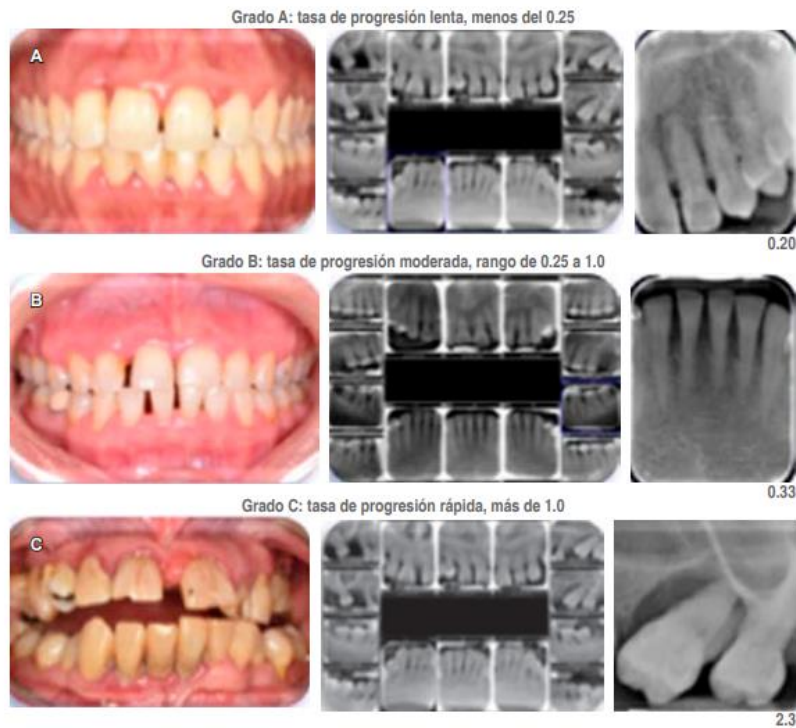 Grado A: tasa de progresión lenta, menos del 0.25
A
0.20
Grado B: tasa de progresión moderada, rango de 0.25 a 1.0
B
0.33
Grado C: tasa de progresión rápida, más de 1.0
C
2.3